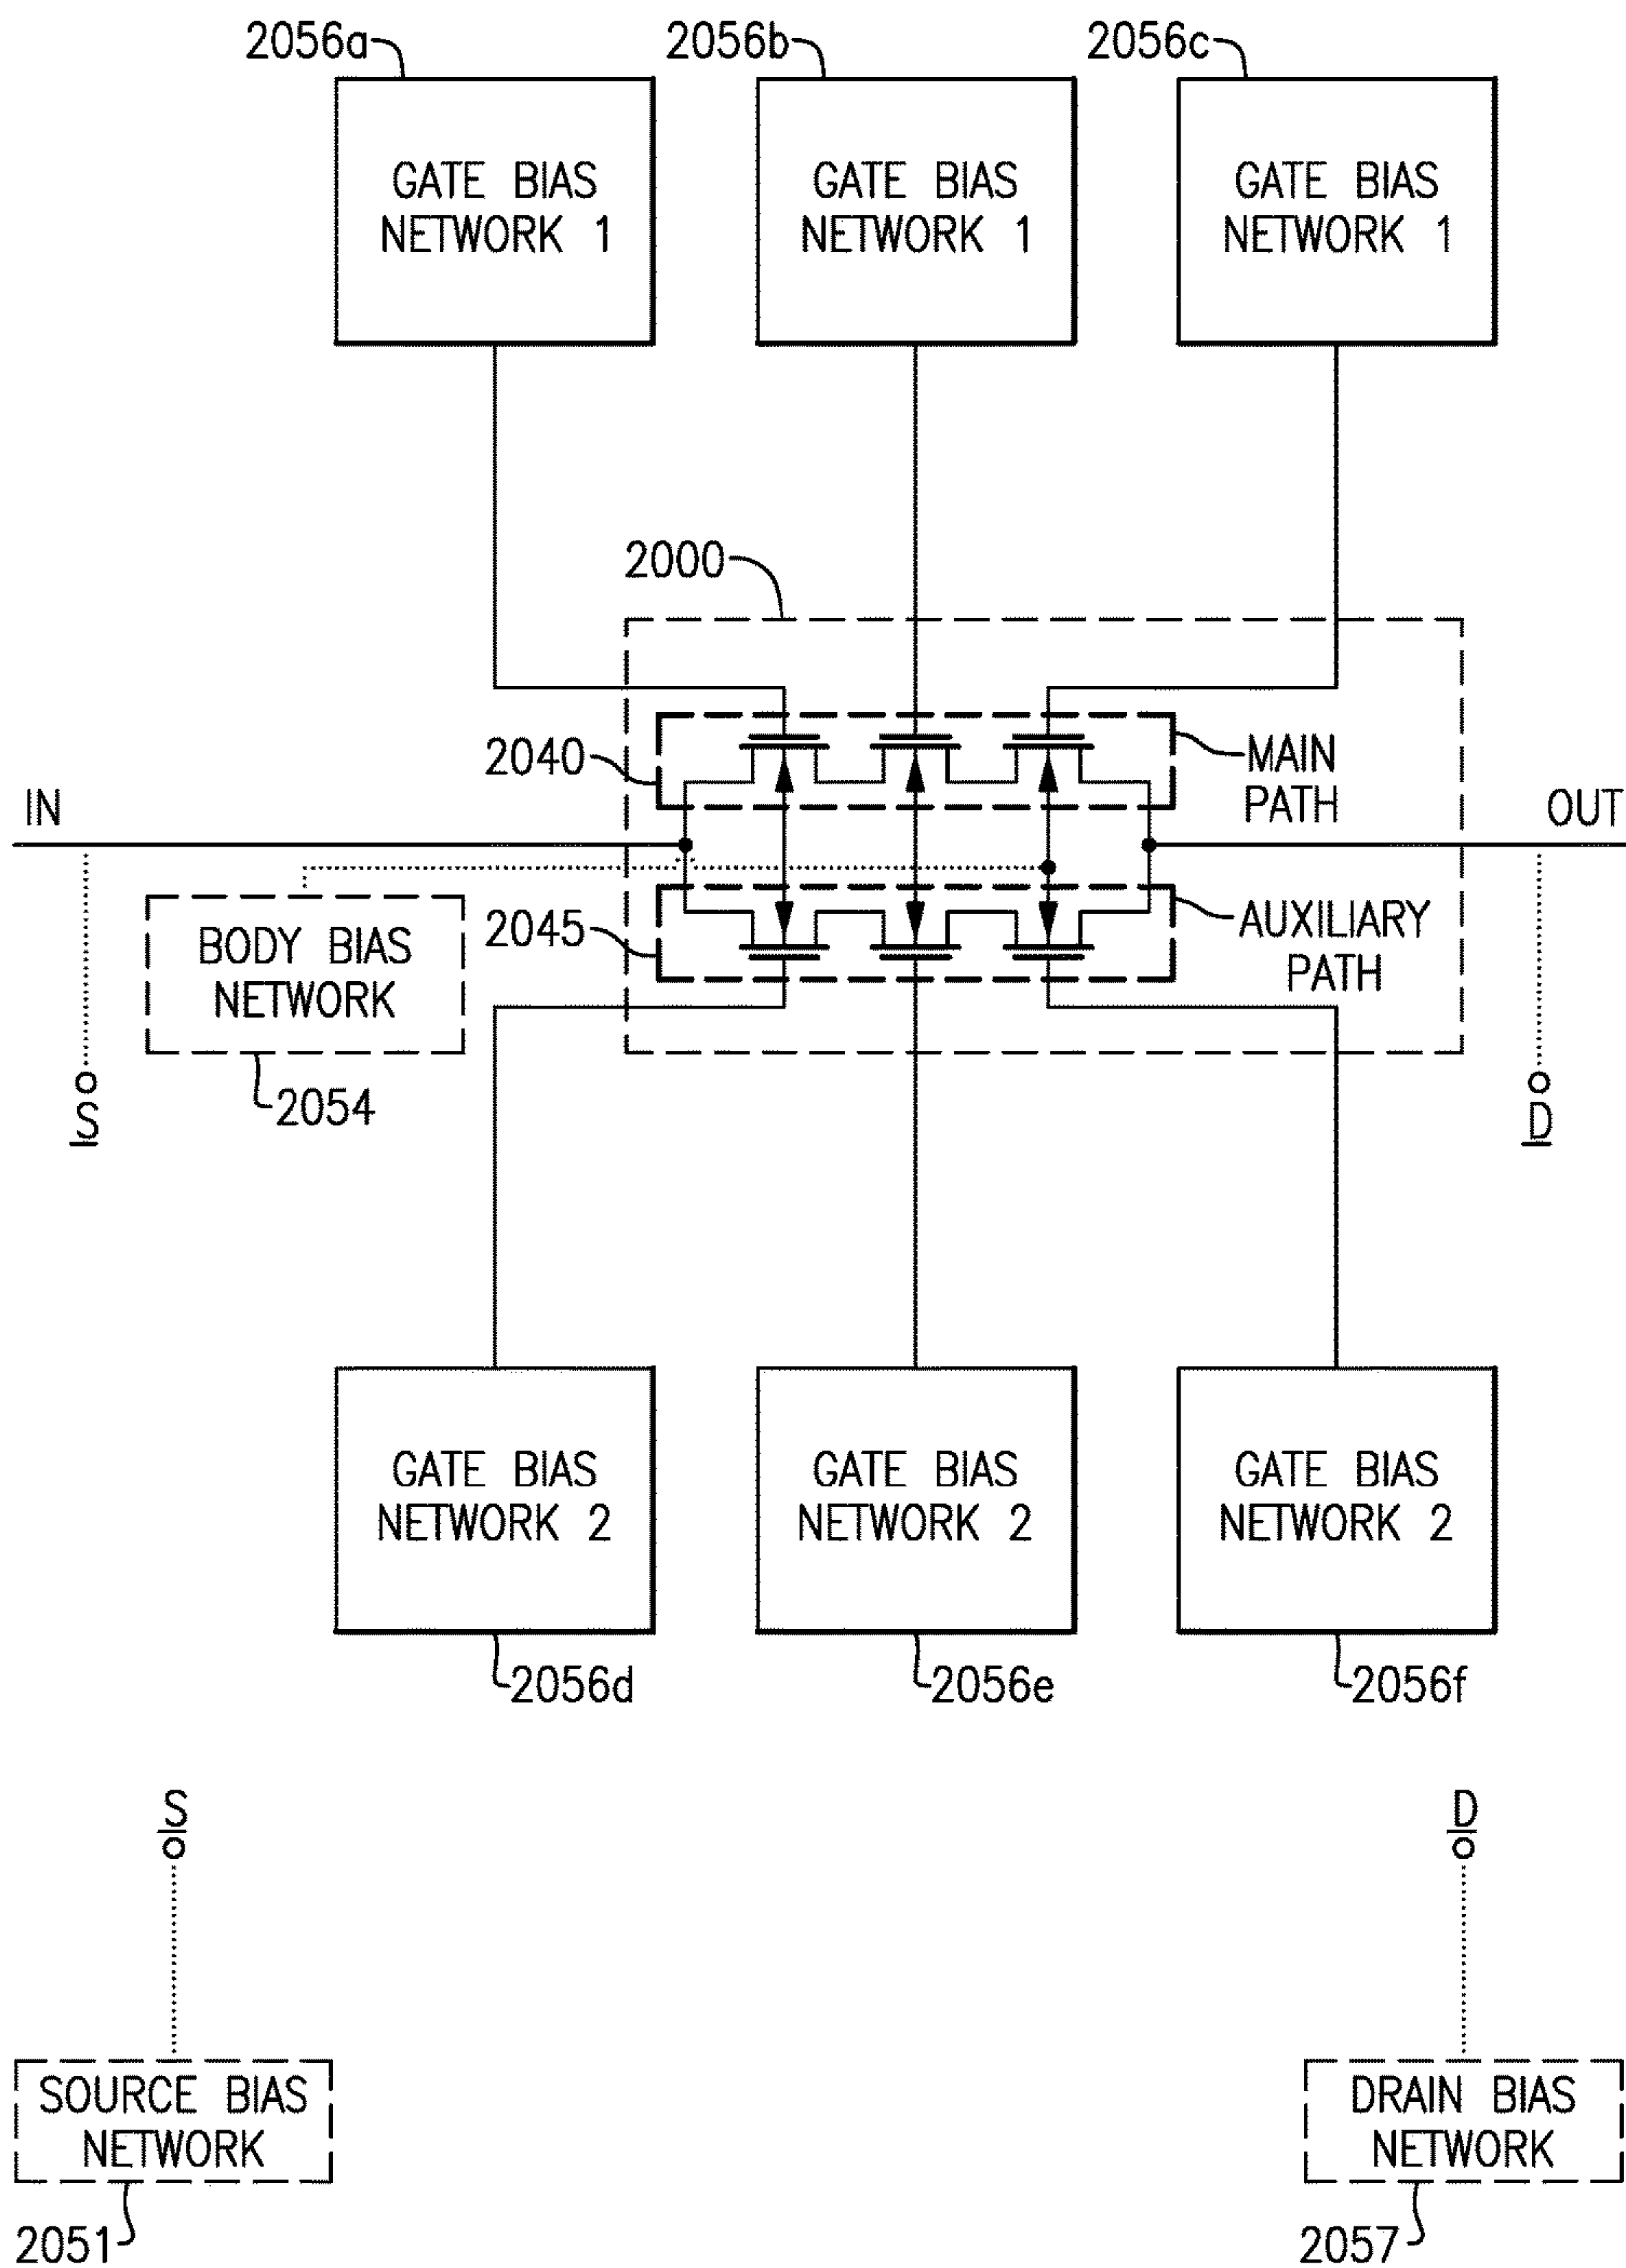 2056a
2056b
2056c
GATE BIAS
NETWORK 1
GATE BIAS
NETWORK 1
GATE BIAS
NETWORK 1
2000
2040
MAIN
PATH
IN
OUT
2045
AUXILIARY
PATH
BODY BIAS
NETWORK
2054
S
D
GATE BIAS
NETWORK 2
GATE BIAS
NETWORK 2
GATE BIAS
NETWORK 2
2056d
2056e
2056f
S
D
SOURCE BIAS
NETWORK
DRAIN BIAS
NETWORK
2051
2057